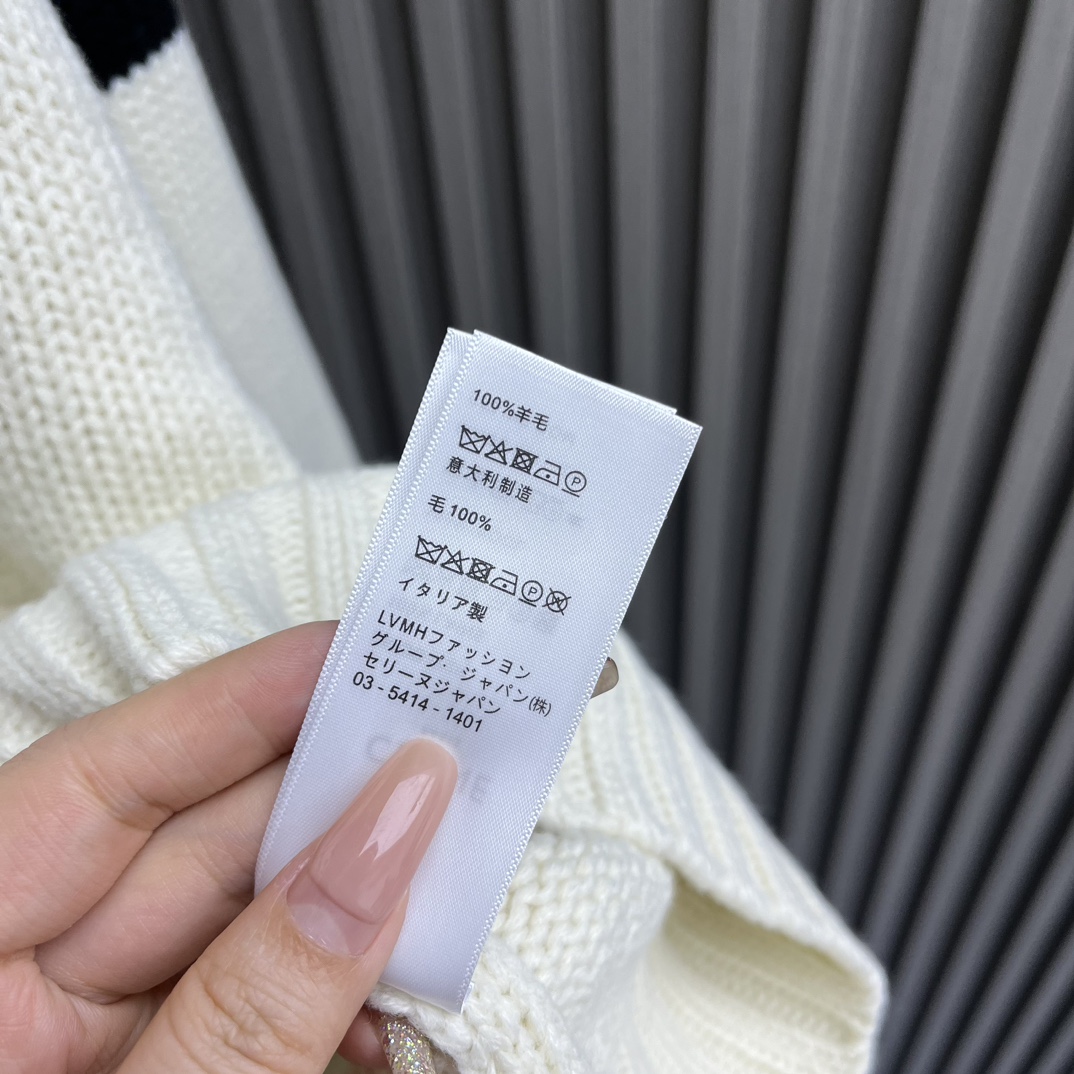 100%羊毛
意大利制造
毛 100%
イタリア製
LVMHファッション
グループ・ジャパン(株)
セリーヌジャパン
03 - 5414 - 1401